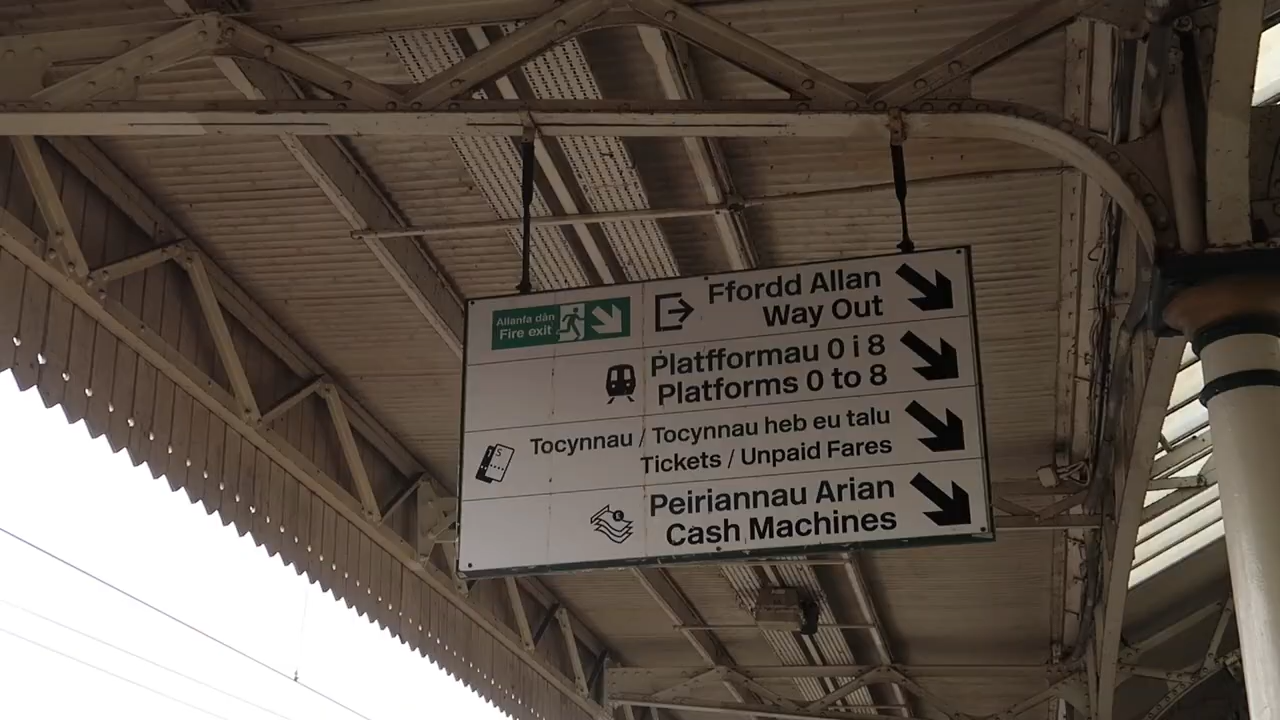 Allanfa dân
Fire exit
Ffordd Allan
Way Out
Platfformau 0 i 8
Platforms 0 to 8
Tocynnau / Tocynnau heb eu talu
Tickets / Unpaid Fares
Peiriannau Arian
Cash Machines